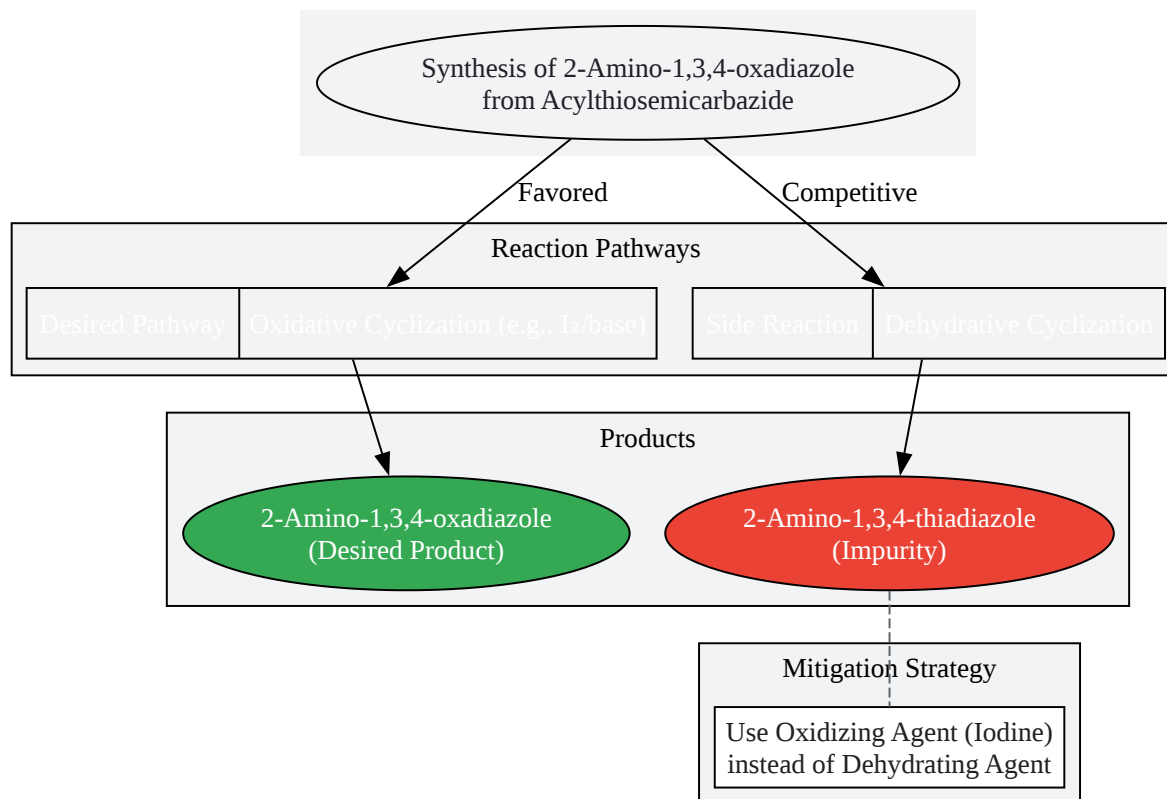 Synthesis of 2-Amino-1,3,4-oxadiazole
from Acylthiosemicarbazide
Favored
Competitive
Reaction Pathways
Desired Pathway
Oxidative Cyclization (e.g., I₂/base)
Side Reaction
Dehydrative Cyclization
Products
2-Amino-1,3,4-oxadiazole
(Desired Product)
2-Amino-1,3,4-thiadiazole
(Impurity)
Mitigation Strategy
Use Oxidizing Agent (Iodine)
instead of Dehydrating Agent